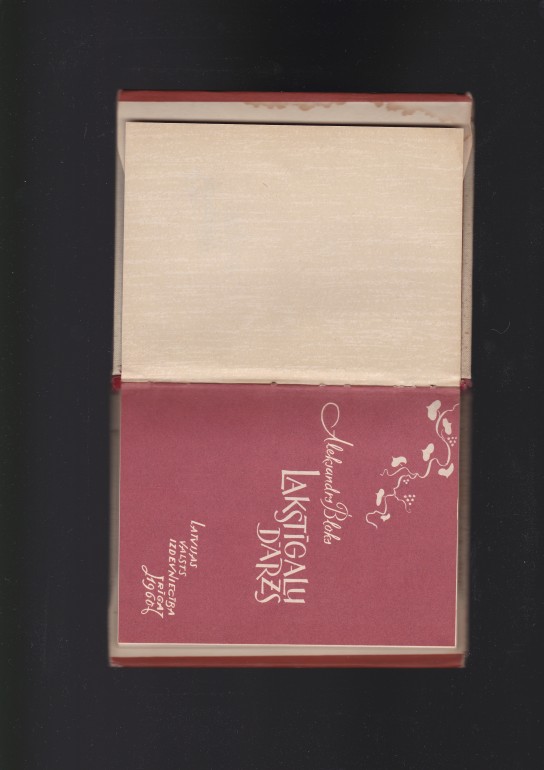 Aleksandrs Bloks
LAKSTĪGALU
DĀRZS
LATVIJAS
VALSTS
IZDEVNIECĪBA
RĪGĀ
1960